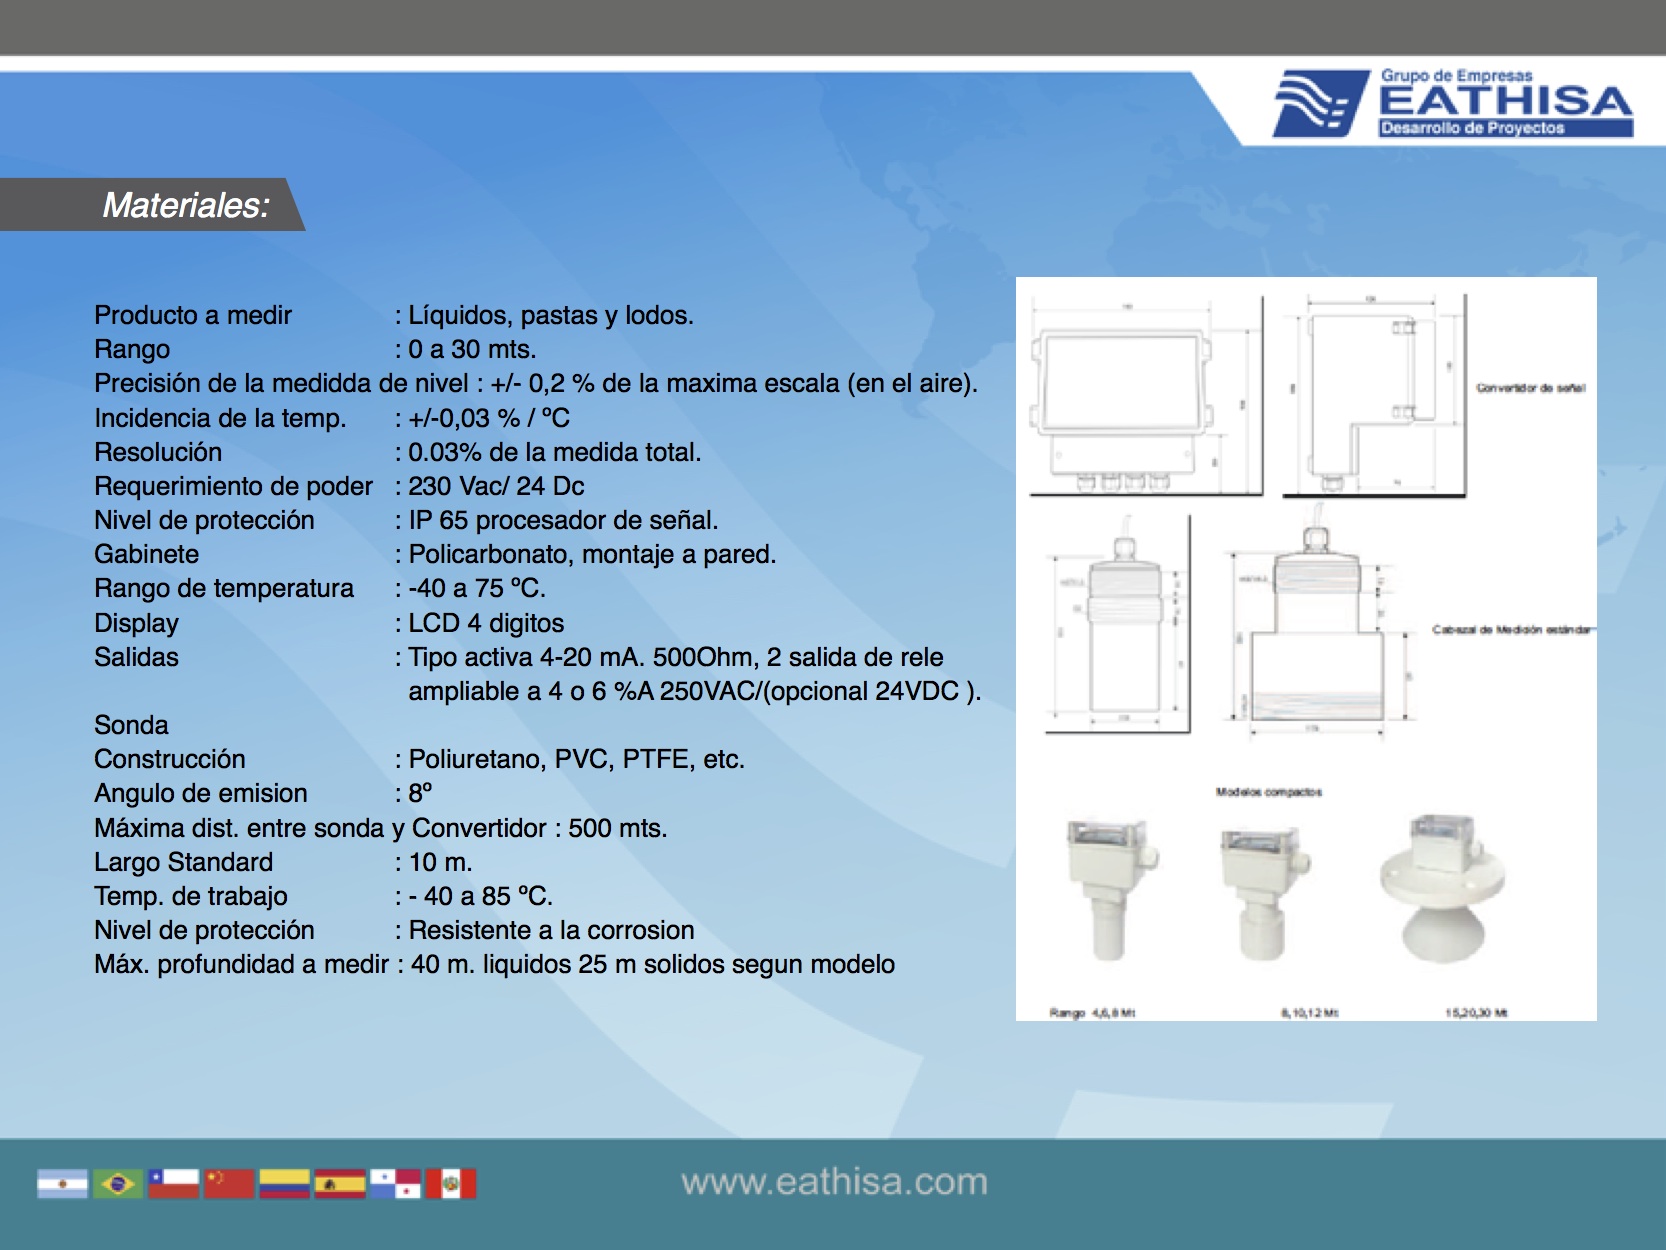 Grupo de Empresas
EATHISA
Desarrollo de Proyectos
Materiales:
Producto a medir : Líquidos, pastas y lodos.
Rango : 0 a 30 mts.
Precisión de la medidda de nivel : +/- 0,2 % de la maxima escala (en el aire).
Incidencia de la temp. : +/-0,03 % / ºC
Resolución : 0.03% de la medida total.
Requerimiento de poder : 230 Vac/ 24 Dc
Nivel de protección : IP 65 procesador de señal.
Gabinete : Policarbonato, montaje a pared.
Rango de temperatura : -40 a 75 ºC.
Display : LCD 4 digitos
Salidas : Tipo activa 4-20 mA. 500Ohm, 2 salida de rele
ampliable a 4 o 6 %A 250VAC/(opcional 24VDC ).
Sonda
Construcción : Poliuretano, PVC, PTFE, etc.
Angulo de emision : 8º
Máxima dist. entre sonda y Convertidor : 500 mts.
Largo Standard : 10 m.
Temp. de trabajo : - 40 a 85 ºC.
Nivel de protección : Resistente a la corrosion
Máx. profundidad a medir : 40 m. liquidos 25 m solidos segun modelo
Convertidor de señal
Cabezal de Medición estándar
Modelos compactos
Rango 4,6,8 Mt
8,10,12 Mt
15,20,30 Mt
www.eathisa.com